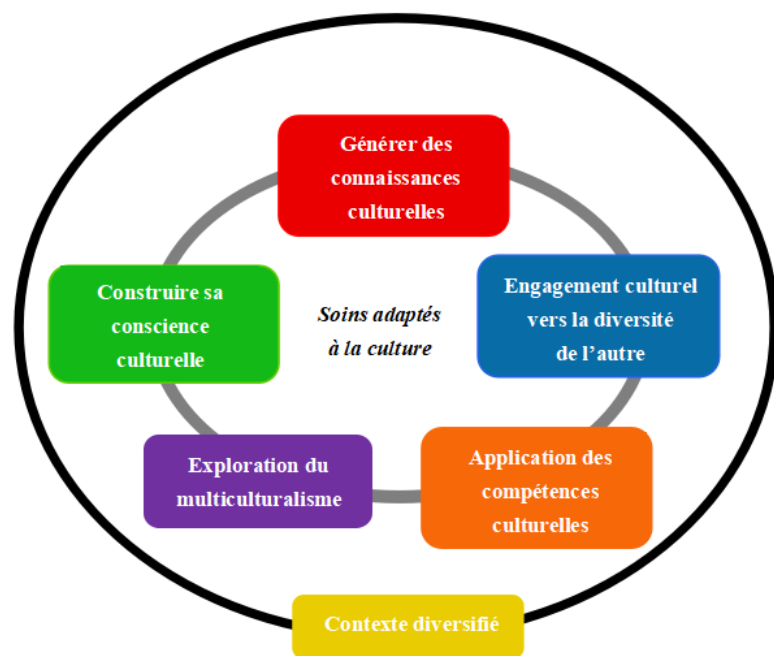 Générer des
connaissances
culturelles
Construire sa
conscience
culturelle
Soins adaptés
à la culture
Engagement culturel
vers la diversité
de l’autre
Exploration du
multiculturalisme
Application des
compétences
culturelles
Contexte diversifié